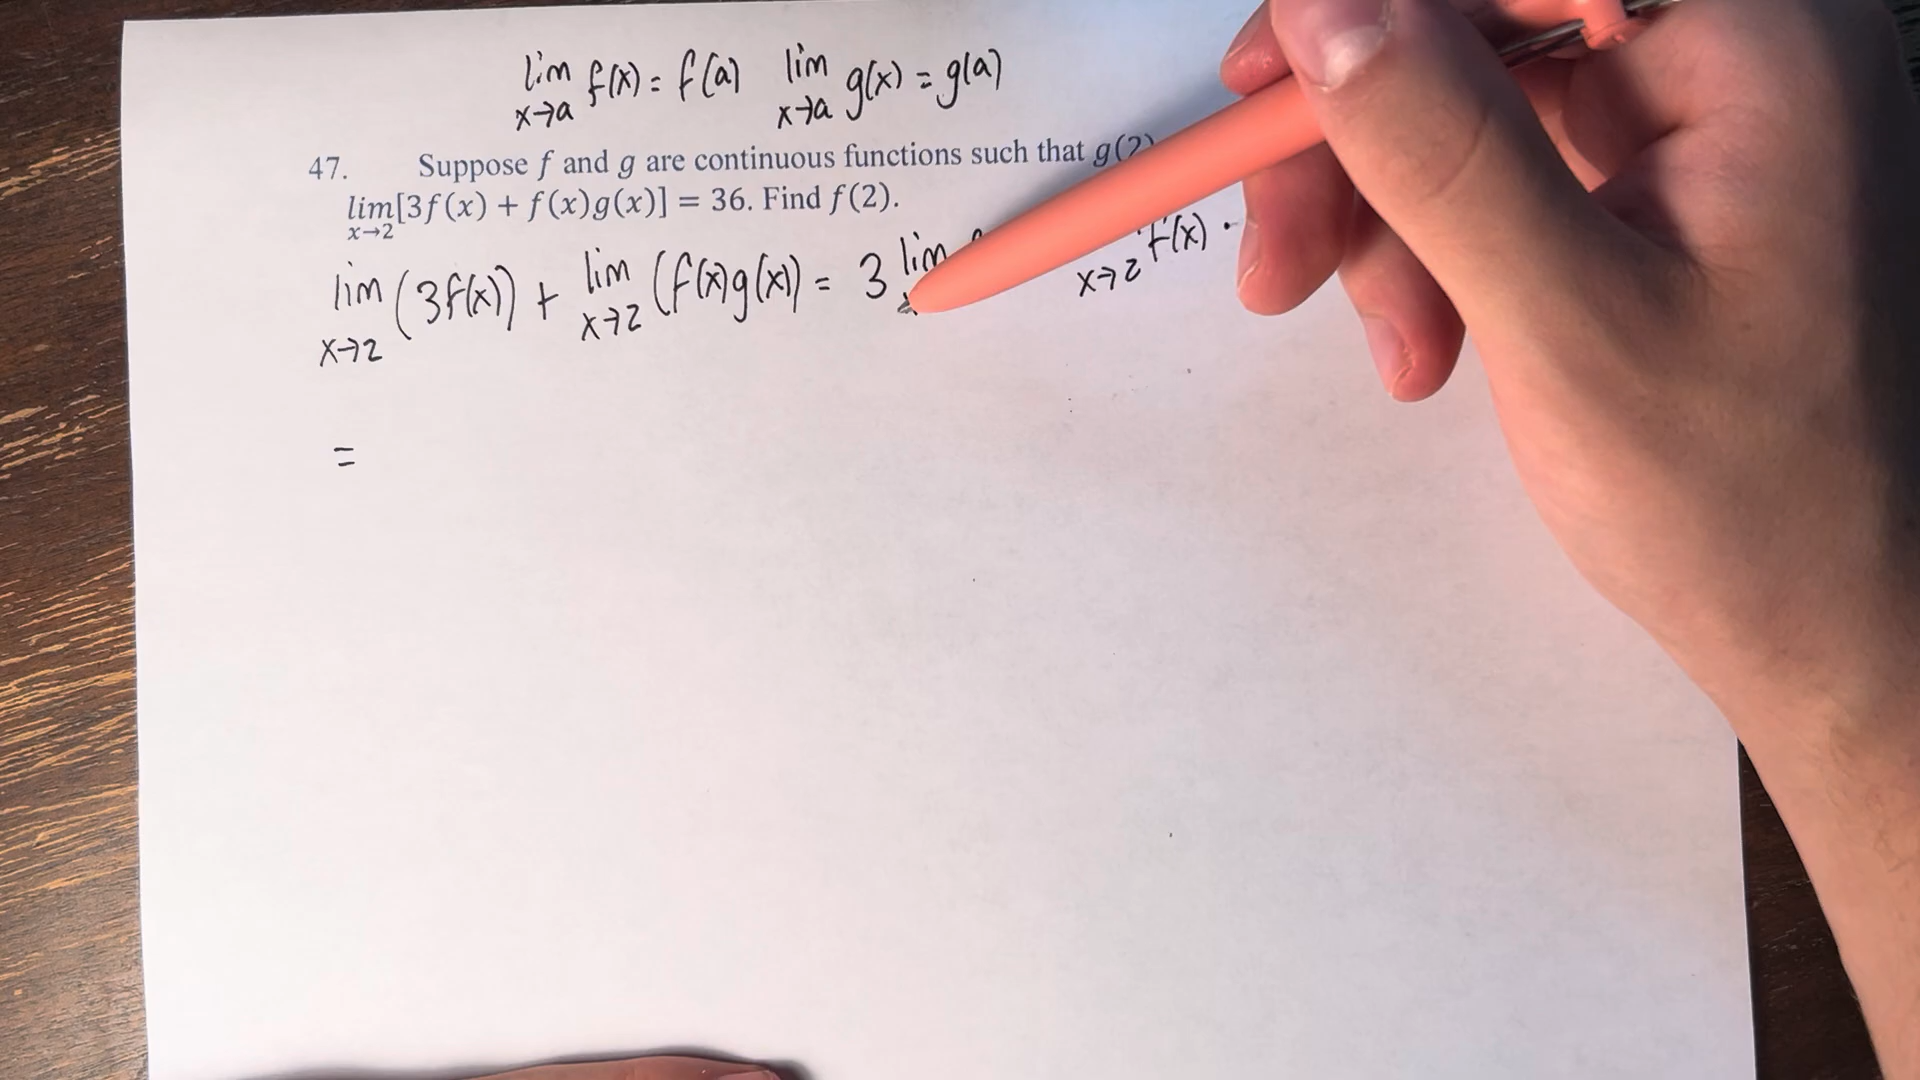 lim f(x) = f(a) lim g(x) = g(a)
x→a x→a
47. Suppose f and g are continuous functions such that g(2)
lim[3f(x) + f(x)g(x)] = 36. Find f(2).
x→2
lim (3f(x)) + lim (f(x)g(x)) = 3 lim f(x) ·
x→2 x→2 x→2
=